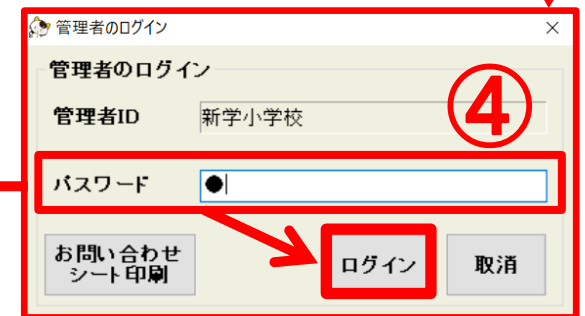 管理者のログイン
管理者のログイン
④
管理者ID 新学小学校
パスワード ●
お問い合わせ
シート印刷
ログイン 取消